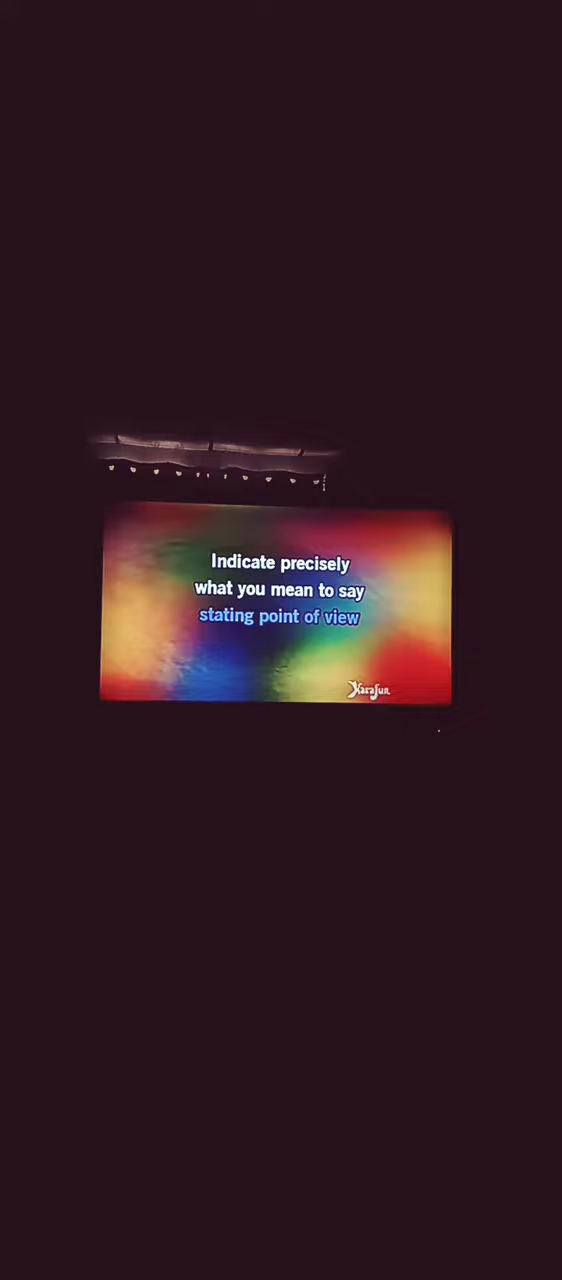 Indicate precisely
what you mean to say
stating point of view
KaraFun